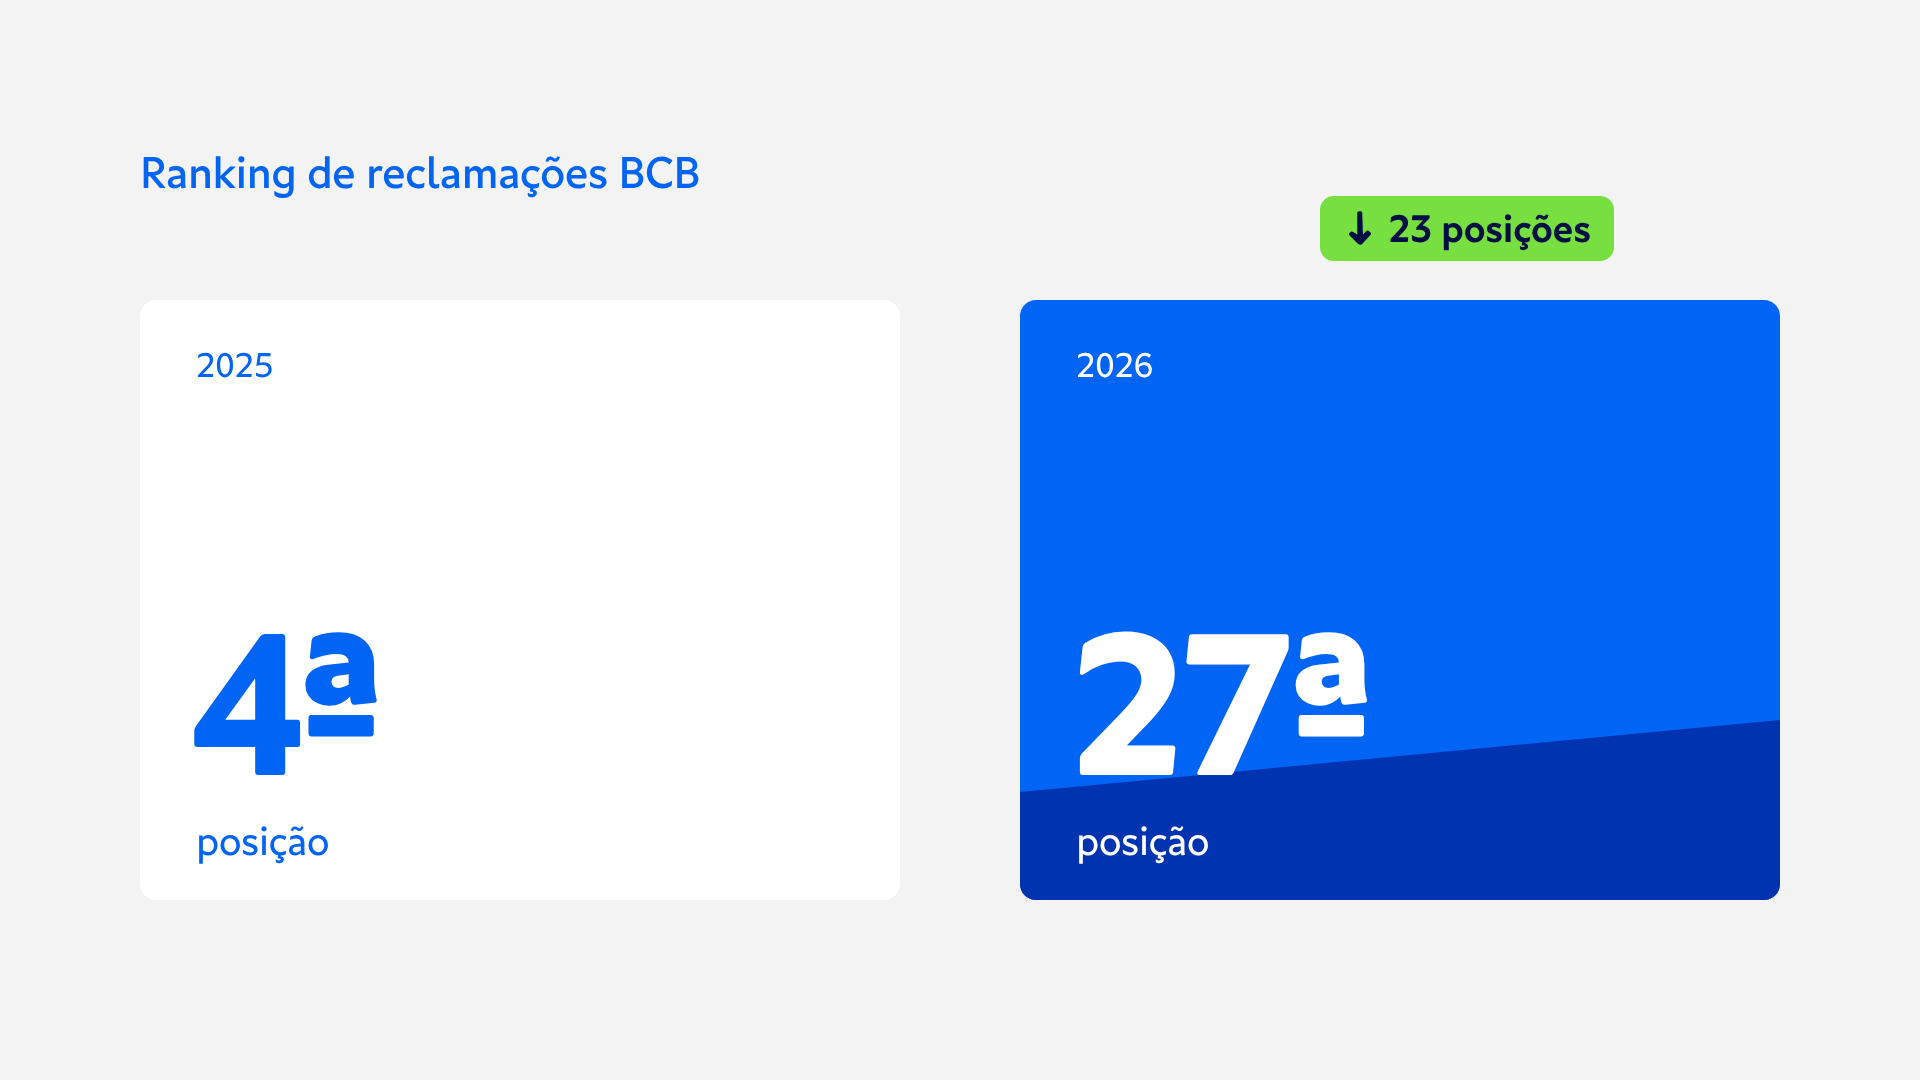 Ranking de reclamações BCB
↓ 23 posições
2025
4ª
posição
2026
27ª
posição